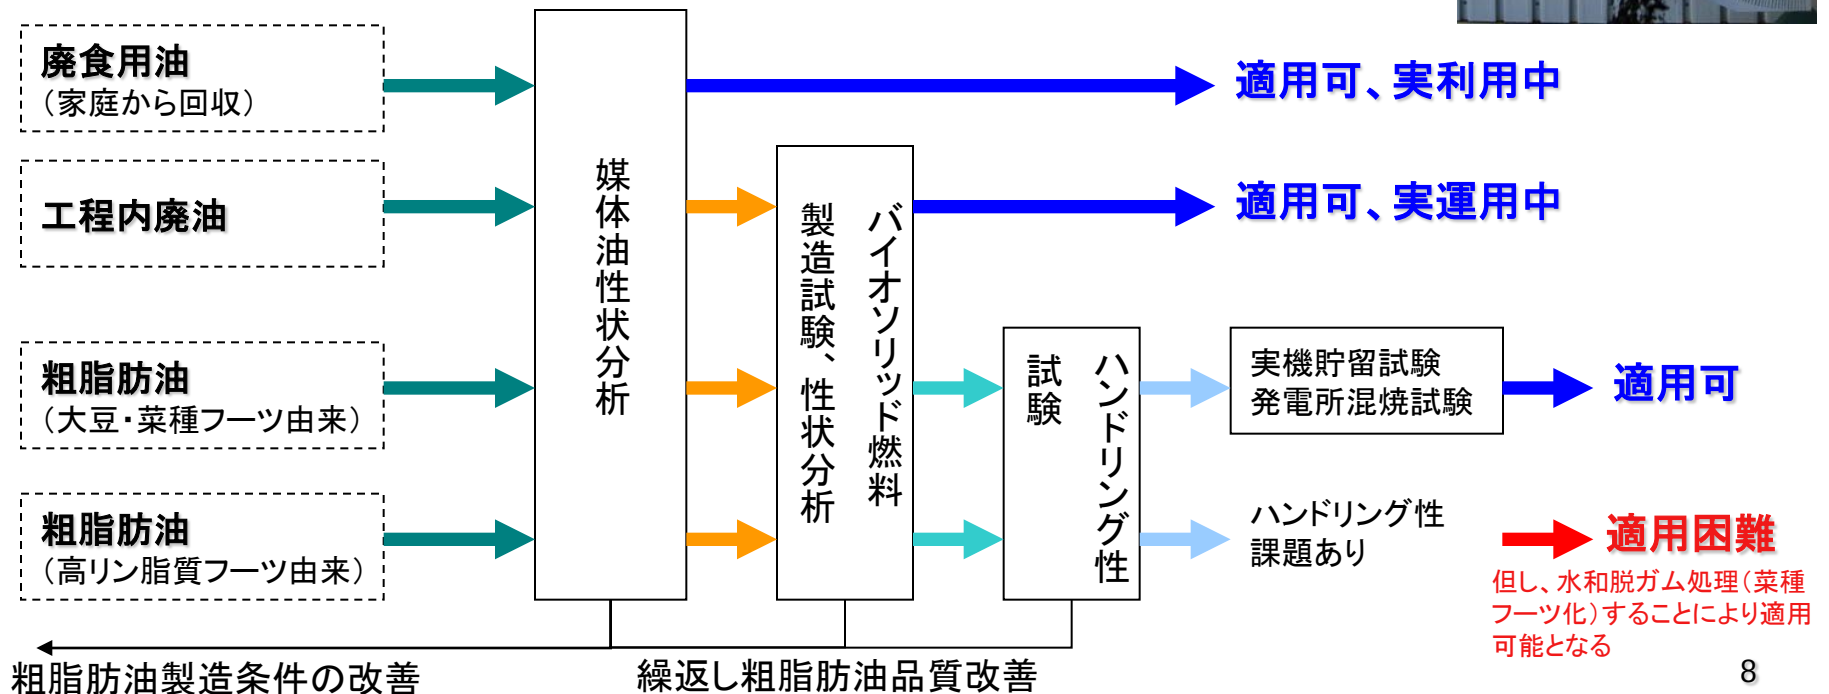 廃食用油
（家庭から回収）
工程内廃油
粗脂肪油
（大豆・菜種フーツ由来）
粗脂肪油
（高リン脂質フーツ由来）
媒体油性状分析
バイオソリッド燃料
製造試験、性状分析
ハンドリング性
試験
適用可、実利用中
適用可、実運用中
実機貯留試験
発電所混焼試験
適用可
ハンドリング性
課題あり
適用困難
但し、水和脱ガム処理（菜種
フーツ化）することにより適用
可能となる
粗脂肪油製造条件の改善
繰返し粗脂肪油品質改善
8